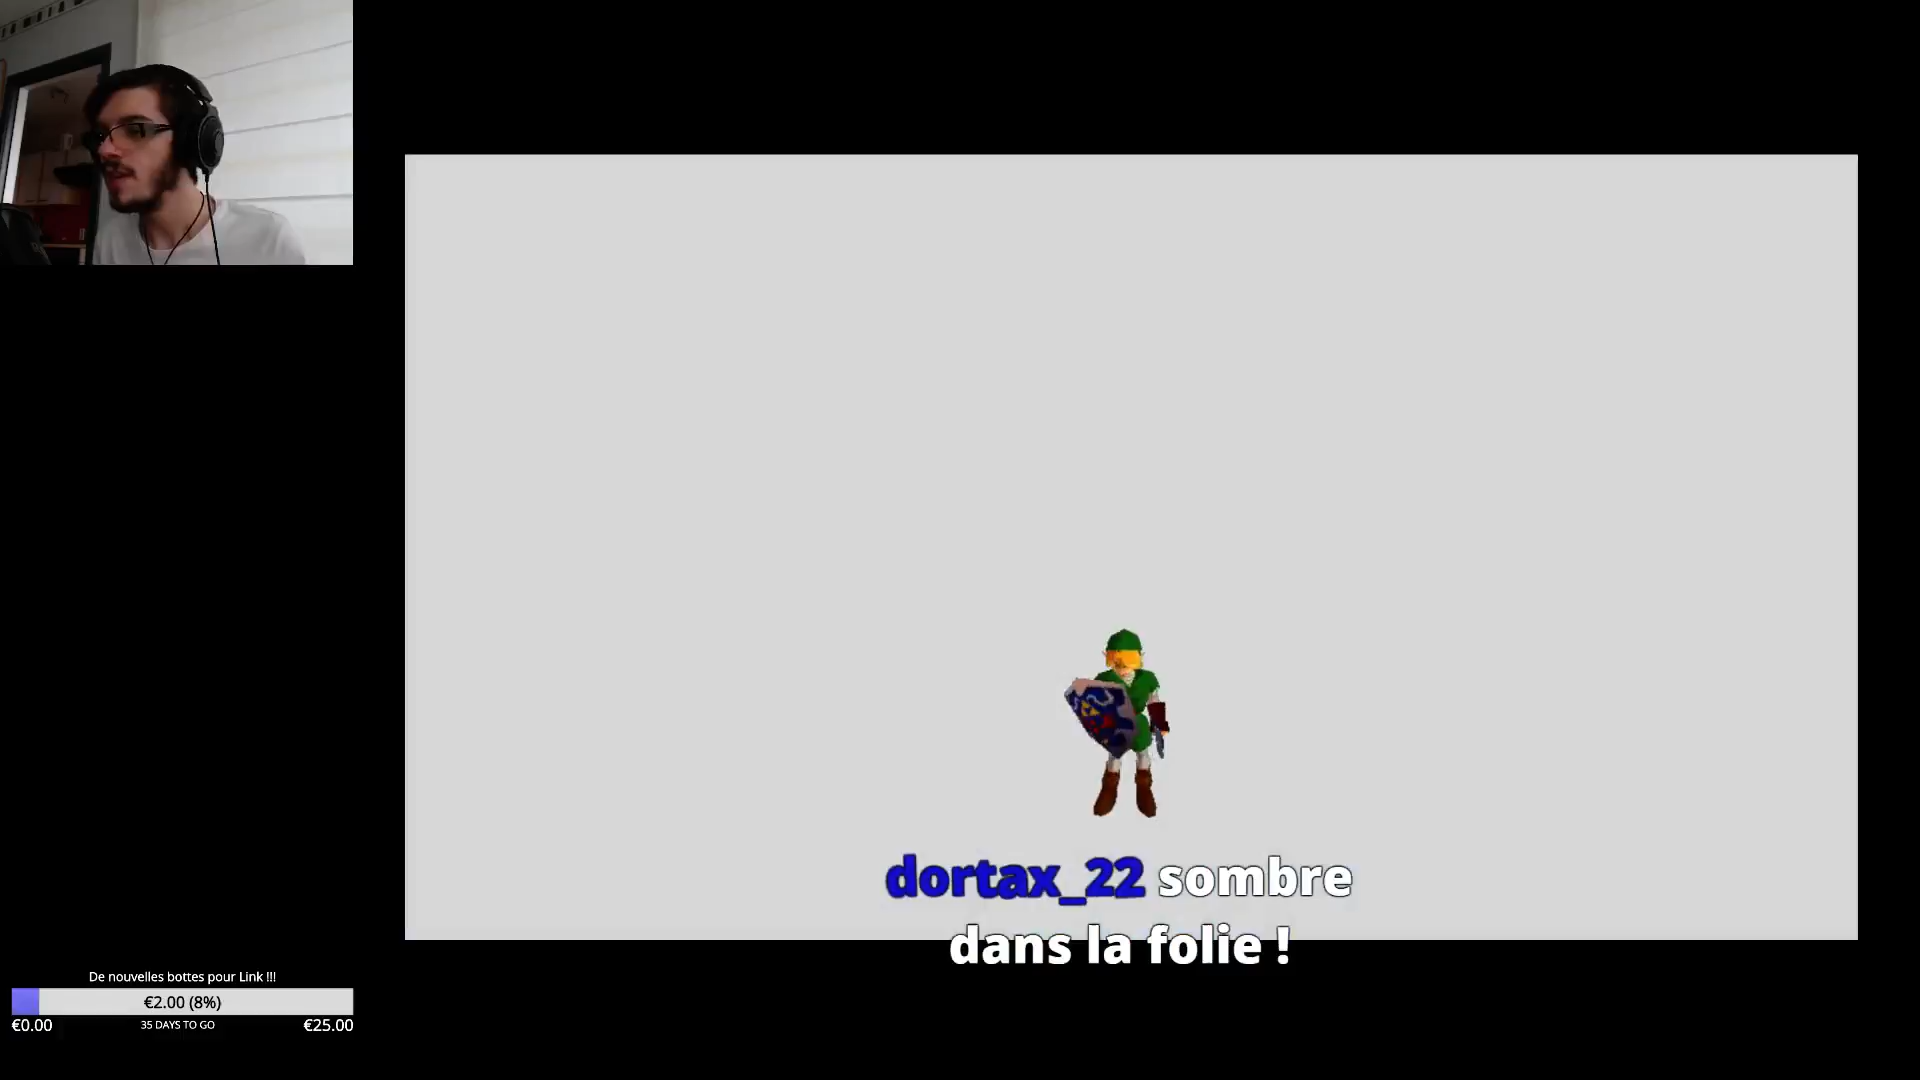 dortax_22 sombre
dans la folie !
De nouvelles bottes pour Link !!!
€2.00 (8%)
€0.00 35 DAYS TO GO €25.00